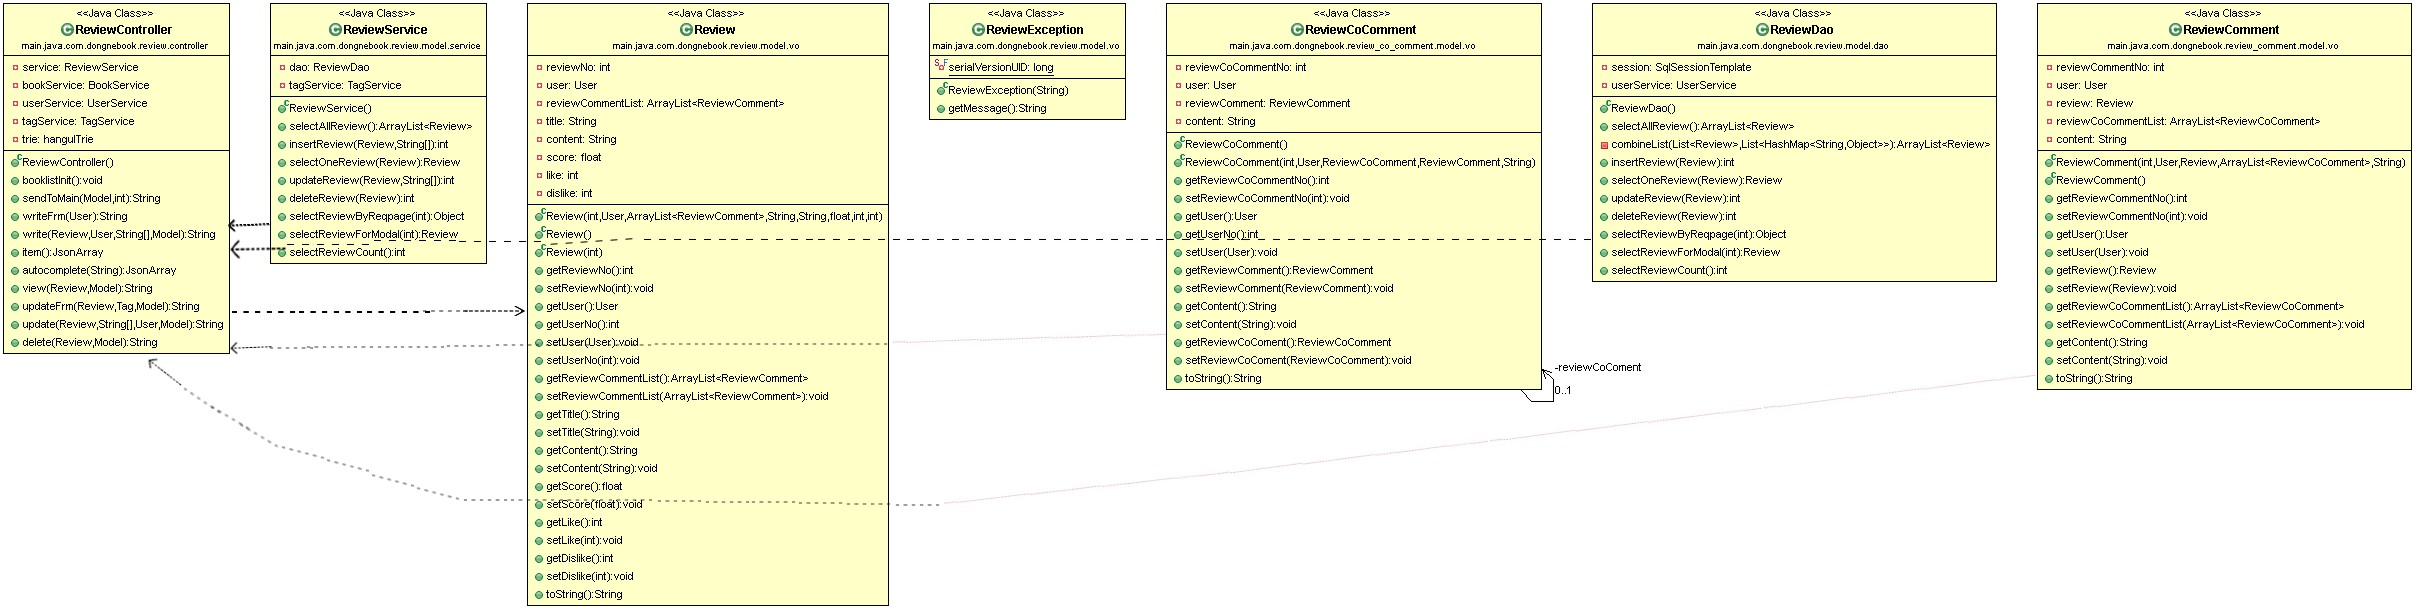 <<Java Class>>
ReviewController
main.java.com.dongnebook.review.controller
service: ReviewService
bookService: BookService
userService: UserService
tagService: TagService
trie: hangulTrie
ReviewController()
booklistInit():void
sendToMain(Model,int):String
writeFrm(User):String
write(Review,User,String[],Model):String
item():JsonArray
autocomplete(String):JsonArray
view(Review,Model):String
updateFrm(Review,Tag,Model):String
update(Review,String[],User,Model):String
delete(Review,Model):String
<<Java Class>>
ReviewService
main.java.com.dongnebook.review.model.service
dao: ReviewDao
tagService: TagService
ReviewService()
selectAllReview():ArrayList<Review>
insertReview(Review,String[]):int
selectOneReview(Review):Review
updateReview(Review,String[]):int
deleteReview(Review):int
selectReviewByReqpage(int):Object
selectReviewForModal(int):Review
selectReviewCount():int
<<Java Class>>
Review
main.java.com.dongnebook.review.model.vo
reviewNo: int
user: User
reviewCommentList: ArrayList<ReviewComment>
title: String
content: String
score: float
like: int
dislike: int
Review(int,User,ArrayList<ReviewComment>,String,String,float,int,int)
Review()
Review(int)
getReviewNo():int
setReviewNo(int):void
getUser():User
getUserNo():int
setUser(User):void
setUserNo(int):void
getReviewCommentList():ArrayList<ReviewComment>
setReviewCommentList(ArrayList<ReviewComment>):void
getTitle():String
setTitle(String):void
getContent():String
setContent(String):void
getScore():float
setScore(float):void
getLike():int
setLike(int):void
getDislike():int
setDislike(int):void
toString():String
<<Java Class>>
ReviewException
main.java.com.dongnebook.review.model.vo
serialVersionUID: long
ReviewException(String)
getMessage():String
<<Java Class>>
ReviewCoComment
main.java.com.dongnebook.review_co_comment.model.vo
reviewCoCommentNo: int
user: User
reviewComment: ReviewComment
content: String
ReviewCoComment()
ReviewCoComment(int,User,ReviewCoComment,ReviewComment,String)
getReviewCoCommentNo():int
setReviewCoCommentNo(int):void
getUser():User
getUserNo():int
setUser(User):void
getReviewComment():ReviewComment
setReviewComment(ReviewComment):void
getContent():String
setContent(String):void
getReviewCoComent():ReviewCoComment
setReviewCoComent(ReviewCoComment):void
toString():String
-reviewCoComent
0..1
<<Java Class>>
ReviewDao
main.java.com.dongnebook.review.model.dao
session: SqlSessionTemplate
userService: UserService
ReviewDao()
selectAllReview():ArrayList<Review>
combineList(List<Review>,List<HashMap<String,Object>>):ArrayList<Review>
insertReview(Review):int
selectOneReview(Review):Review
updateReview(Review):int
deleteReview(Review):int
selectReviewByReqpage(int):Object
selectReviewForModal(int):Review
selectReviewCount():int
<<Java Class>>
ReviewComment
main.java.com.dongnebook.review_comment.model.vo
reviewCommentNo: int
user: User
review: Review
reviewCoCommentList: ArrayList<ReviewCoComment>
content: String
ReviewComment(int,User,Review,ArrayList<ReviewCoComment>,String)
ReviewComment()
getReviewCommentNo():int
setReviewCommentNo(int):void
getUser():User
setUser(User):void
getReview():Review
setReview(Review):void
getReviewCoCommentList():ArrayList<ReviewCoComment>
setReviewCoCommentList(ArrayList<ReviewCoComment>):void
getContent():String
setContent(String):void
toString():String